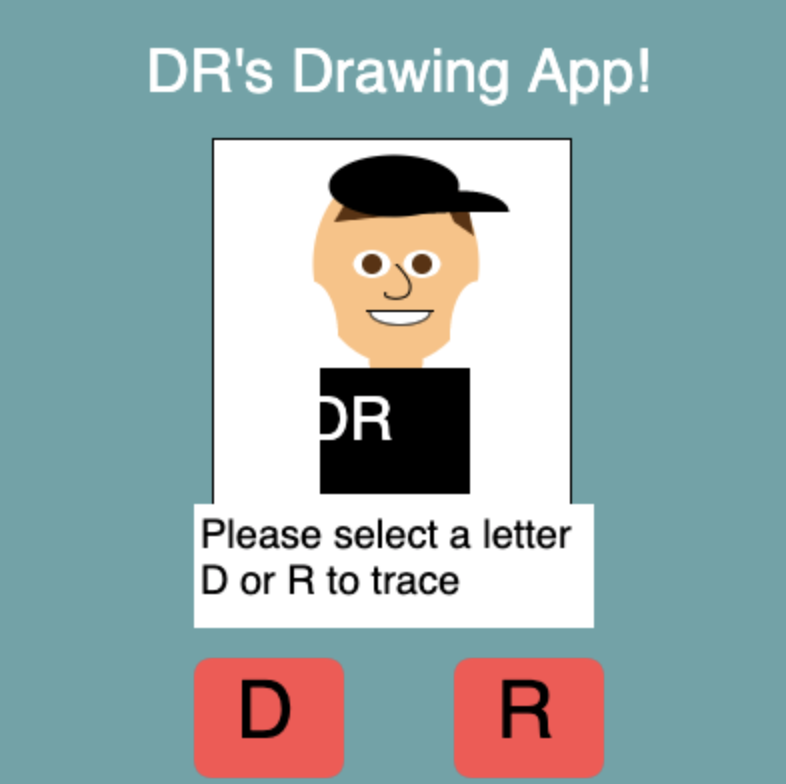 DR's Drawing App!
DR
Please select a letter
D or R to trace
D
R